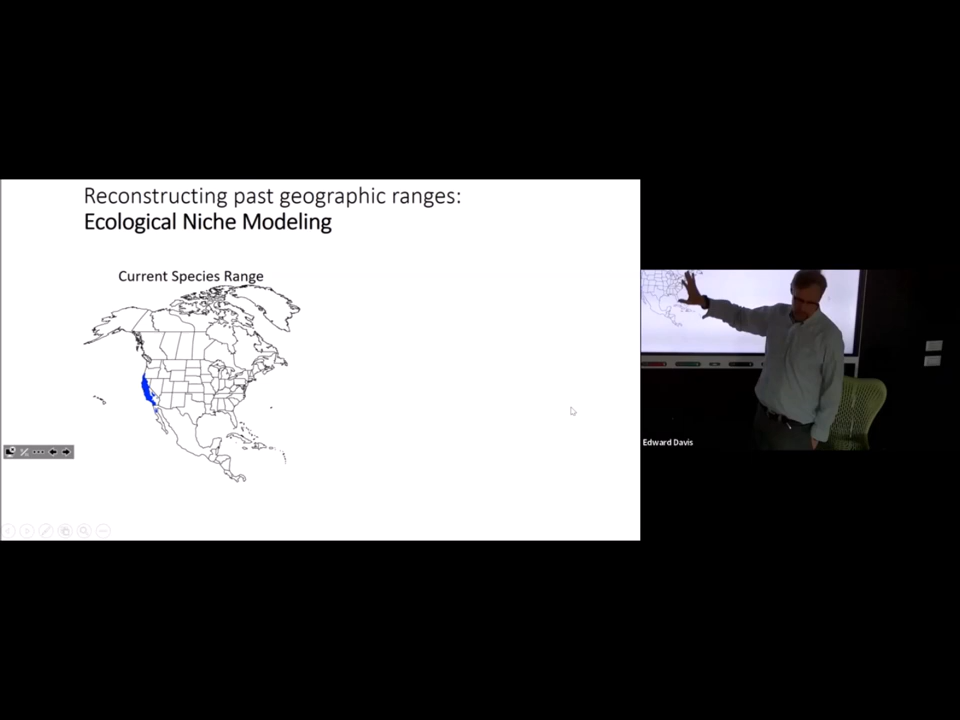 Reconstructing past geographic ranges:
Ecological Niche Modeling
Current Species Range
Edward Davis